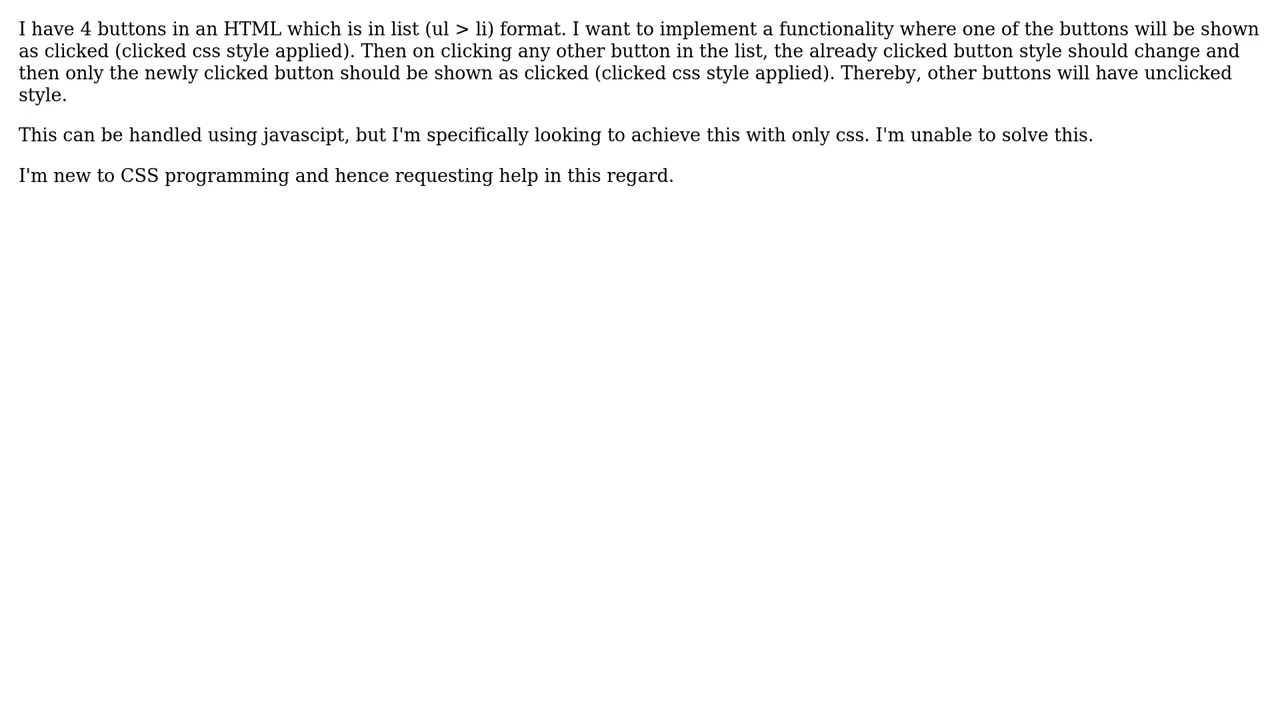 I have 4 buttons in an HTML which is in list (ul > li) format. I want to implement a functionality where one of the buttons will be shown
as clicked (clicked css style applied). Then on clicking any other button in the list, the already clicked button style should change and
then only the newly clicked button should be shown as clicked (clicked css style applied). Thereby, other buttons will have unclicked
style.
This can be handled using javascipt, but I'm specifically looking to achieve this with only css. I'm unable to solve this.
I'm new to CSS programming and hence requesting help in this regard.